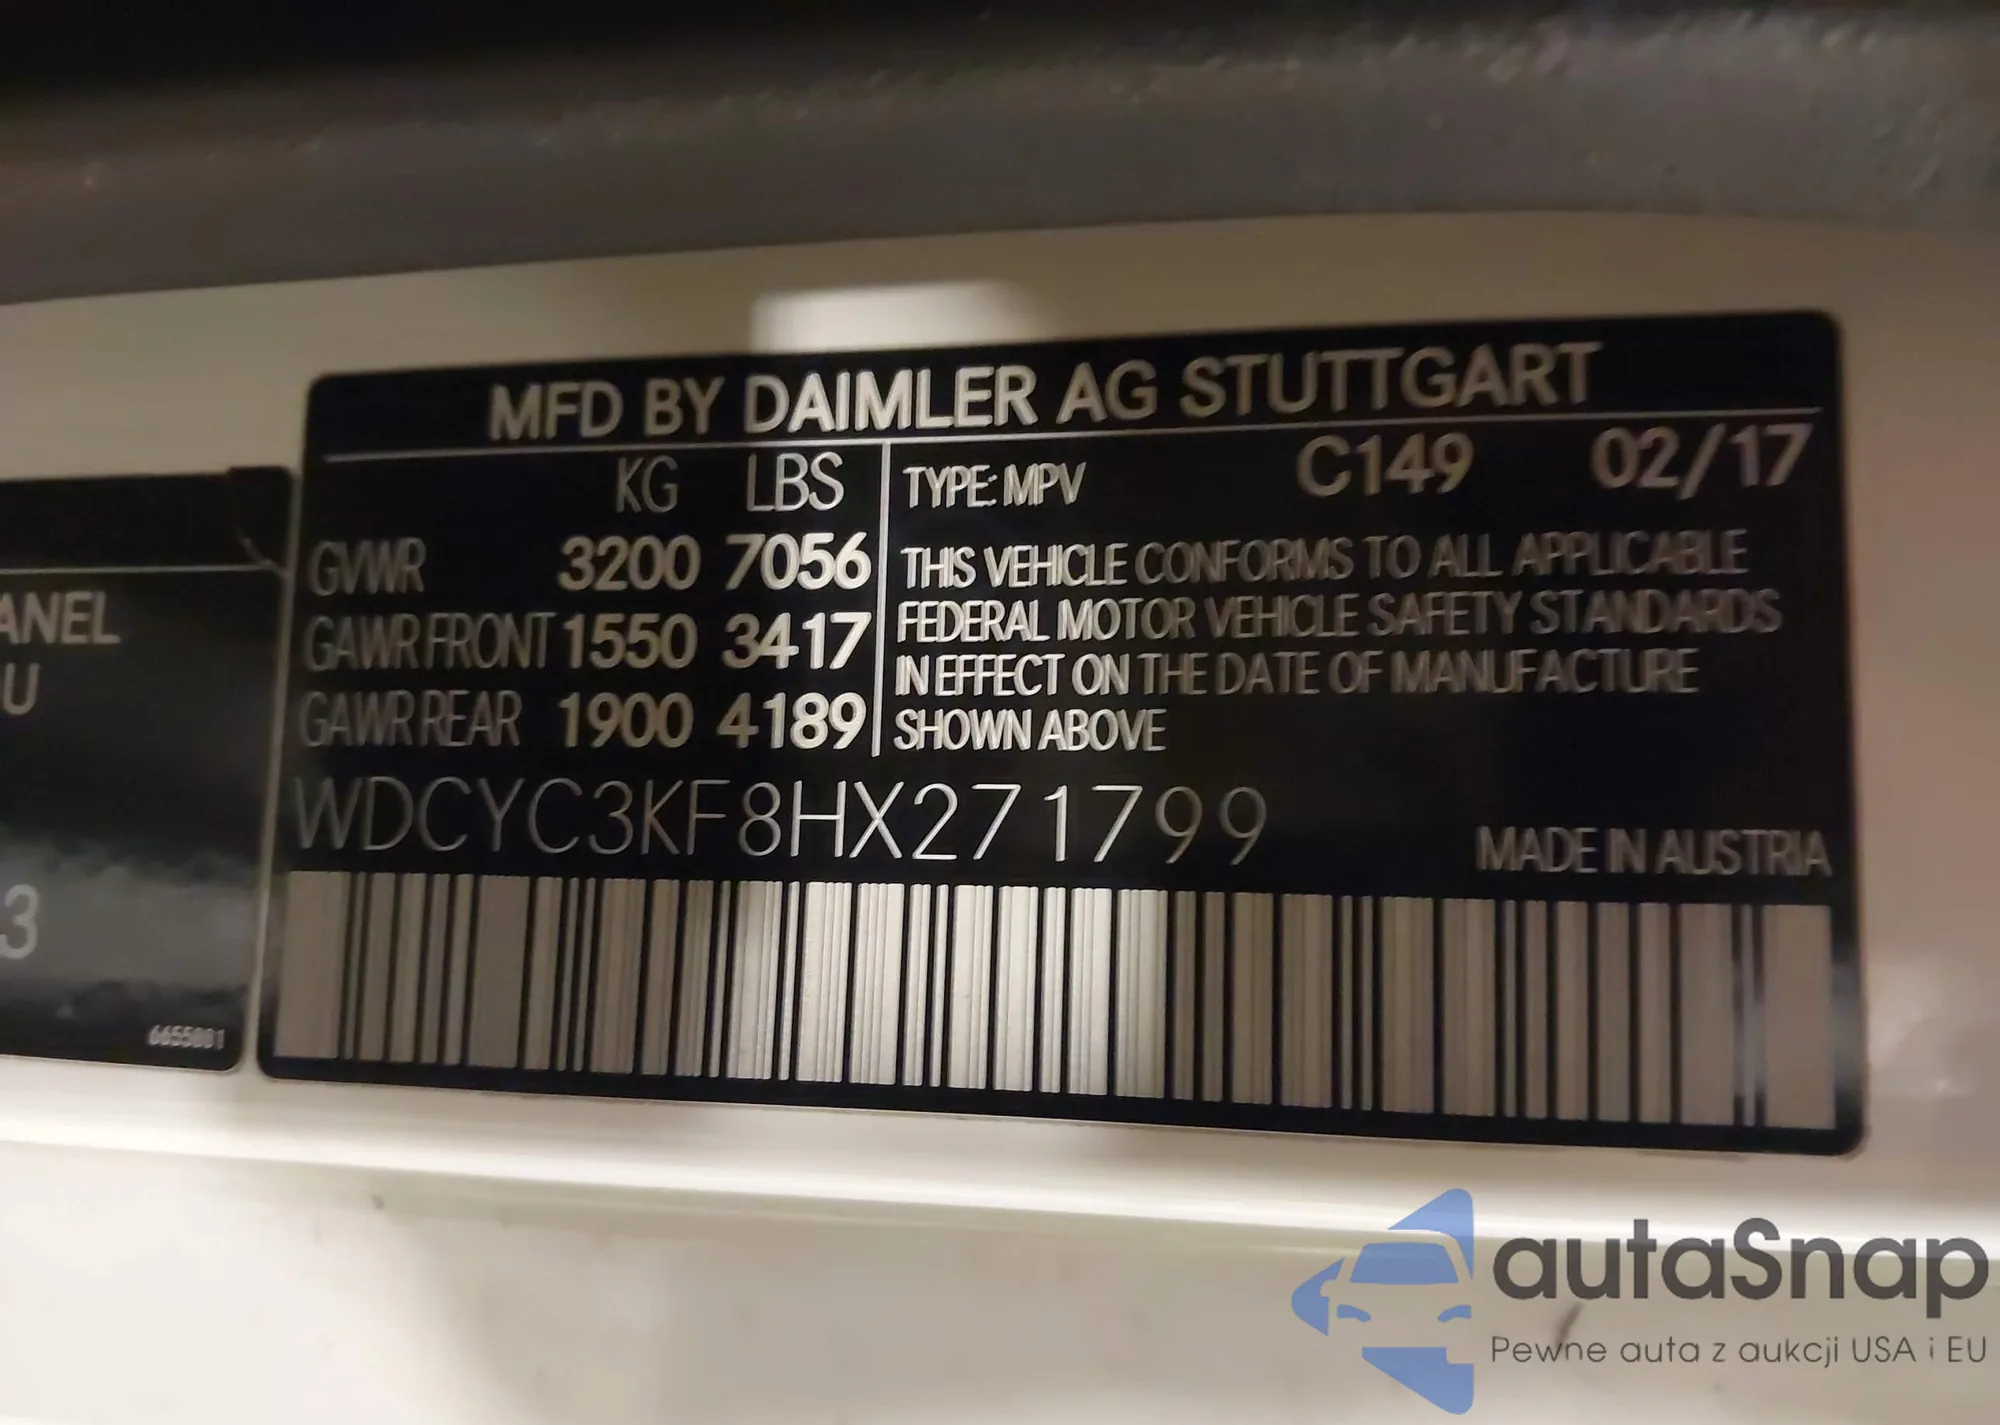 MFD BY DAIMLER AG STUTTGART
KG LBS
GVWR 3200 7056
GAWR FRONT 1550 3417
GAWR REAR 1900 4189
TYPE: MPV C149 02/17
THIS VEHICLE CONFORMS TO ALL APPLICABLE
FEDERAL MOTOR VEHICLE SAFETY STANDARDS
IN EFFECT ON THE DATE OF MANUFACTURE
SHOWN ABOVE
WDCYC3KF8HX271799
MADE IN AUSTRIA
ANEL
U
3
6655001
autaSnap
Pewne auta z aukcji USA i EU